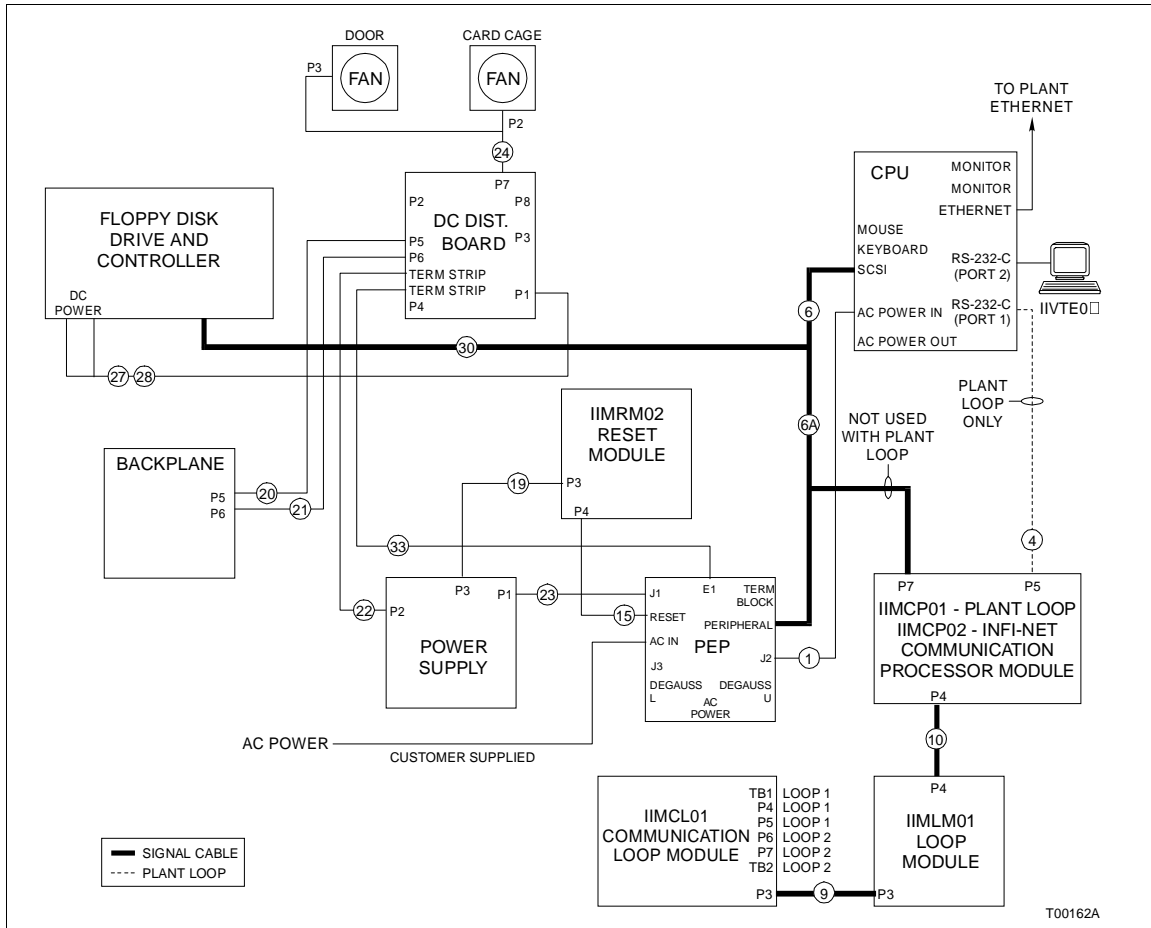 DOOR
CARD CAGE
P3
FAN
FAN
P2
24
TO PLANT
ETHERNET
FLOPPY DISK
DRIVE AND
CONTROLLER
DC
POWER
P7
P2
P8
DC DIST.
BOARD
P5
P3
P6
TERM STRIP
TERM STRIP
P1
P4
CPU
MONITOR
MONITOR
ETHERNET
MOUSE
KEYBOARD
SCSI
RS-232-C
(PORT 2)
AC POWER IN
RS-232-C
(PORT 1)
AC POWER OUT
IIVTE0□
6
30
27
28
6A
PLANT
LOOP
ONLY
NOT USED
WITH PLANT
LOOP
IIMRM02
RESET
MODULE
P3
P4
19
BACKPLANE
P5
P6
20
21
33
4
22
P3
P1
P2
POWER
SUPPLY
23
15
J1
E1
TERM
BLOCK
RESET
PERIPHERAL
AC IN
PEP
J2
J3
DEGAUSS
L
DEGAUSS
U
AC
POWER
1
P7
P5
IIMCP01 - PLANT LOOP
IIMCP02 - INFI-NET
COMMUNICATION
PROCESSOR MODULE
P4
AC POWER
CUSTOMER SUPPLIED
10
IIMCL01
COMMUNICATION
LOOP MODULE
TB1 LOOP 1
P4 LOOP 1
P5 LOOP 1
P6 LOOP 2
P7 LOOP 2
TB2 LOOP 2
P3
9
P4
IIMLM01
LOOP
MODULE
P3
SIGNAL CABLE
PLANT LOOP
T00162A